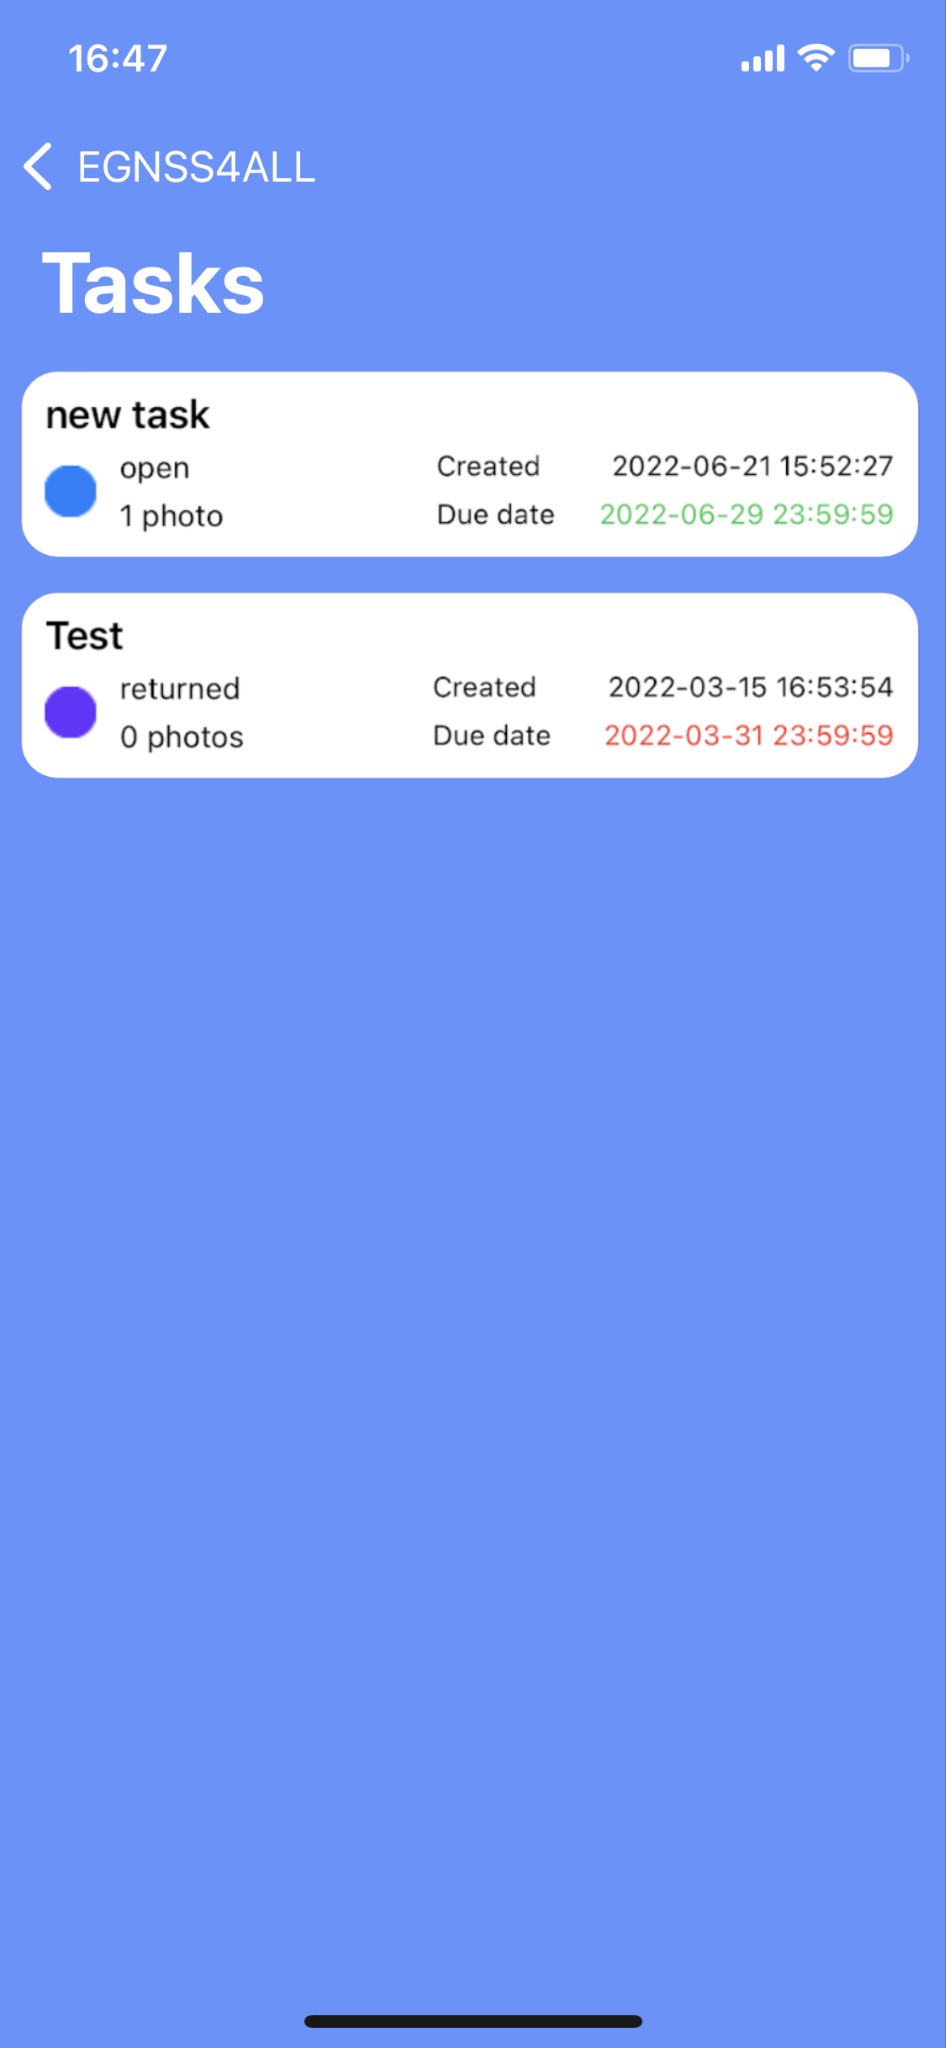 16:47
EGNSS4ALL
Tasks
new task
open Created 2022-06-21 15:52:27
1 photo Due date 2022-06-29 23:59:59
Test
returned Created 2022-03-15 16:53:54
0 photos Due date 2022-03-31 23:59:59